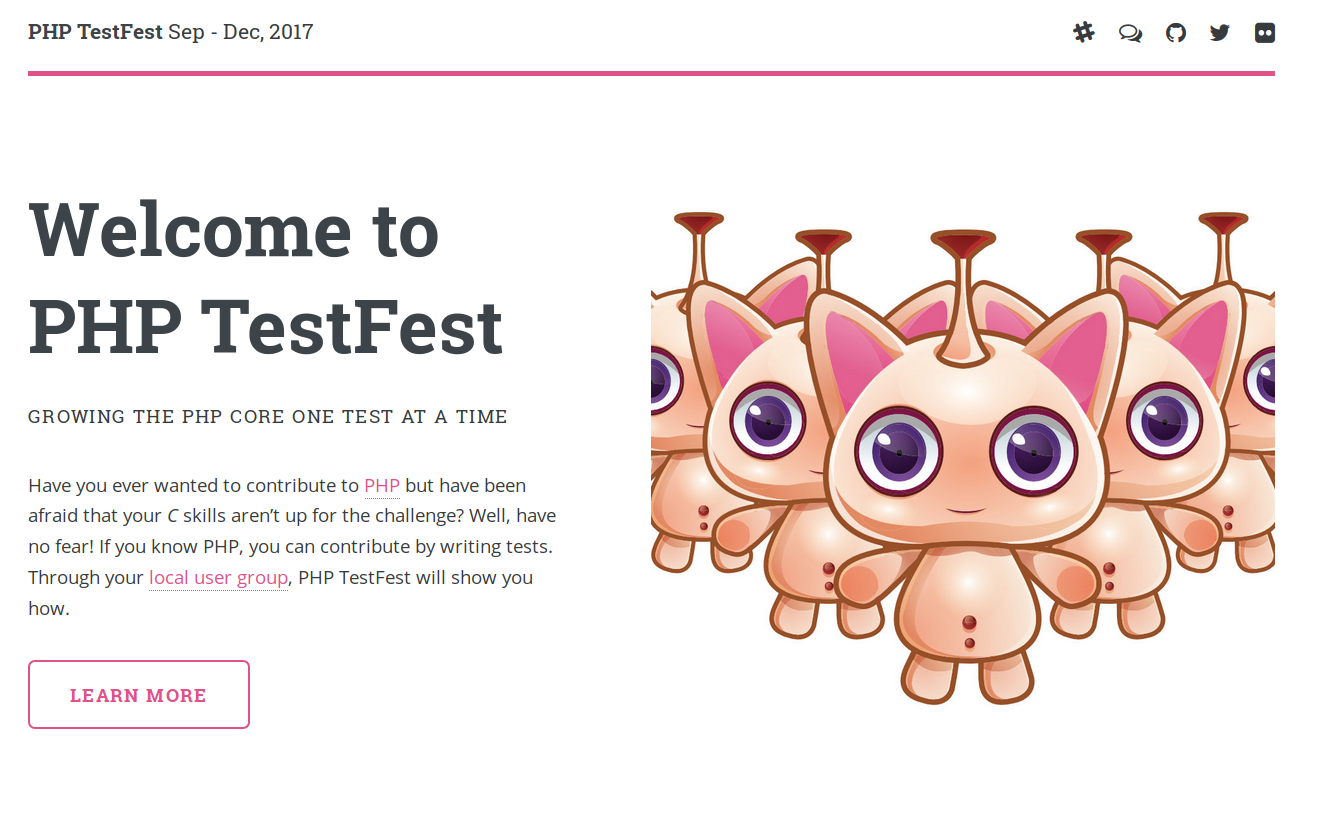 PHP TestFest Sep - Dec, 2017
Welcome to
PHP TestFest
GROWING THE PHP CORE ONE TEST AT A TIME
Have you ever wanted to contribute to PHP but have been
afraid that your C skills aren’t up for the challenge? Well, have
no fear! If you know PHP, you can contribute by writing tests.
Through your local user group, PHP TestFest will show you
how.
LEARN MORE